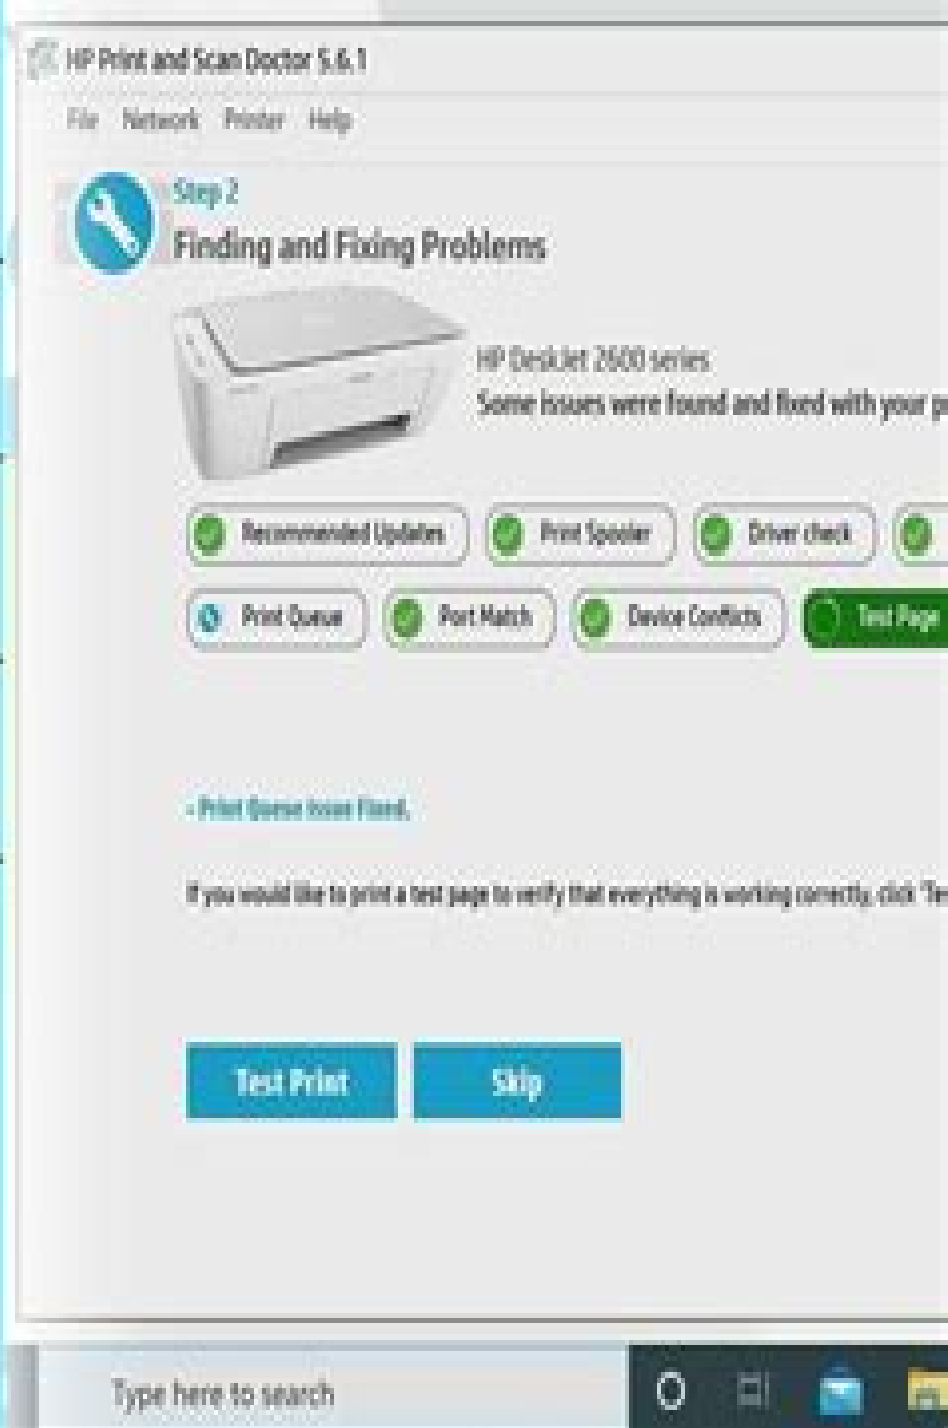 HP Print and Scan Doctor 5.6.1
File Network Printer Help
Step 2
Finding and Fixing Problems
HP DeskJet 2600 series
Some issues were found and fixed with your p
Recommended Updates Print Spooler Driver check
Print Queue Port Match Device Conflicts Test Page
- Print Queue Issue Fixed.
If you would like to print a test page to verify that everything is working correctly, click "Te
Test Print Skip
Type here to search